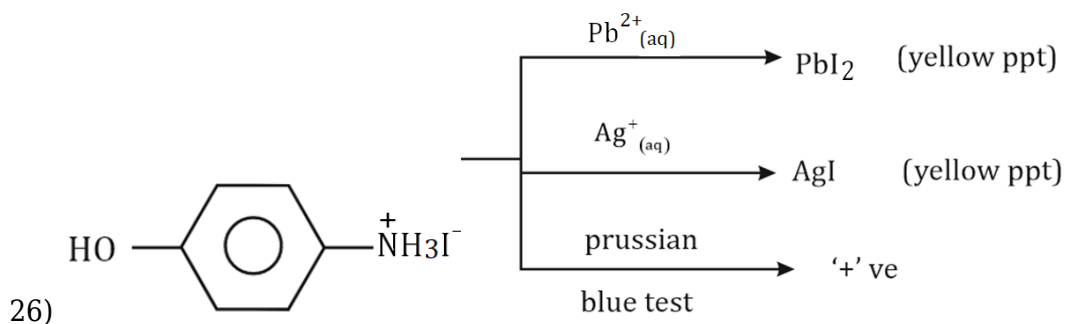 Pb²⁺(aq)
PbI₂ (yellow ppt)
Ag⁺(aq)
AgI (yellow ppt)
HO
+
NH3I⁻
prussian
'+' ve
blue test
26)